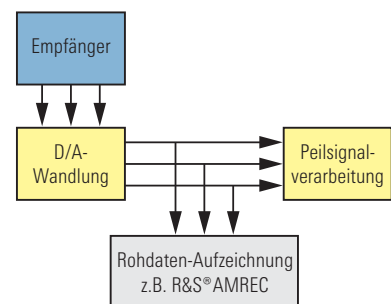 Empfänger
D/A-
Wandlung
Peilsignal-
verarbeitung
Rohdaten-Aufzeichnung
z.B. R&S® AMREC